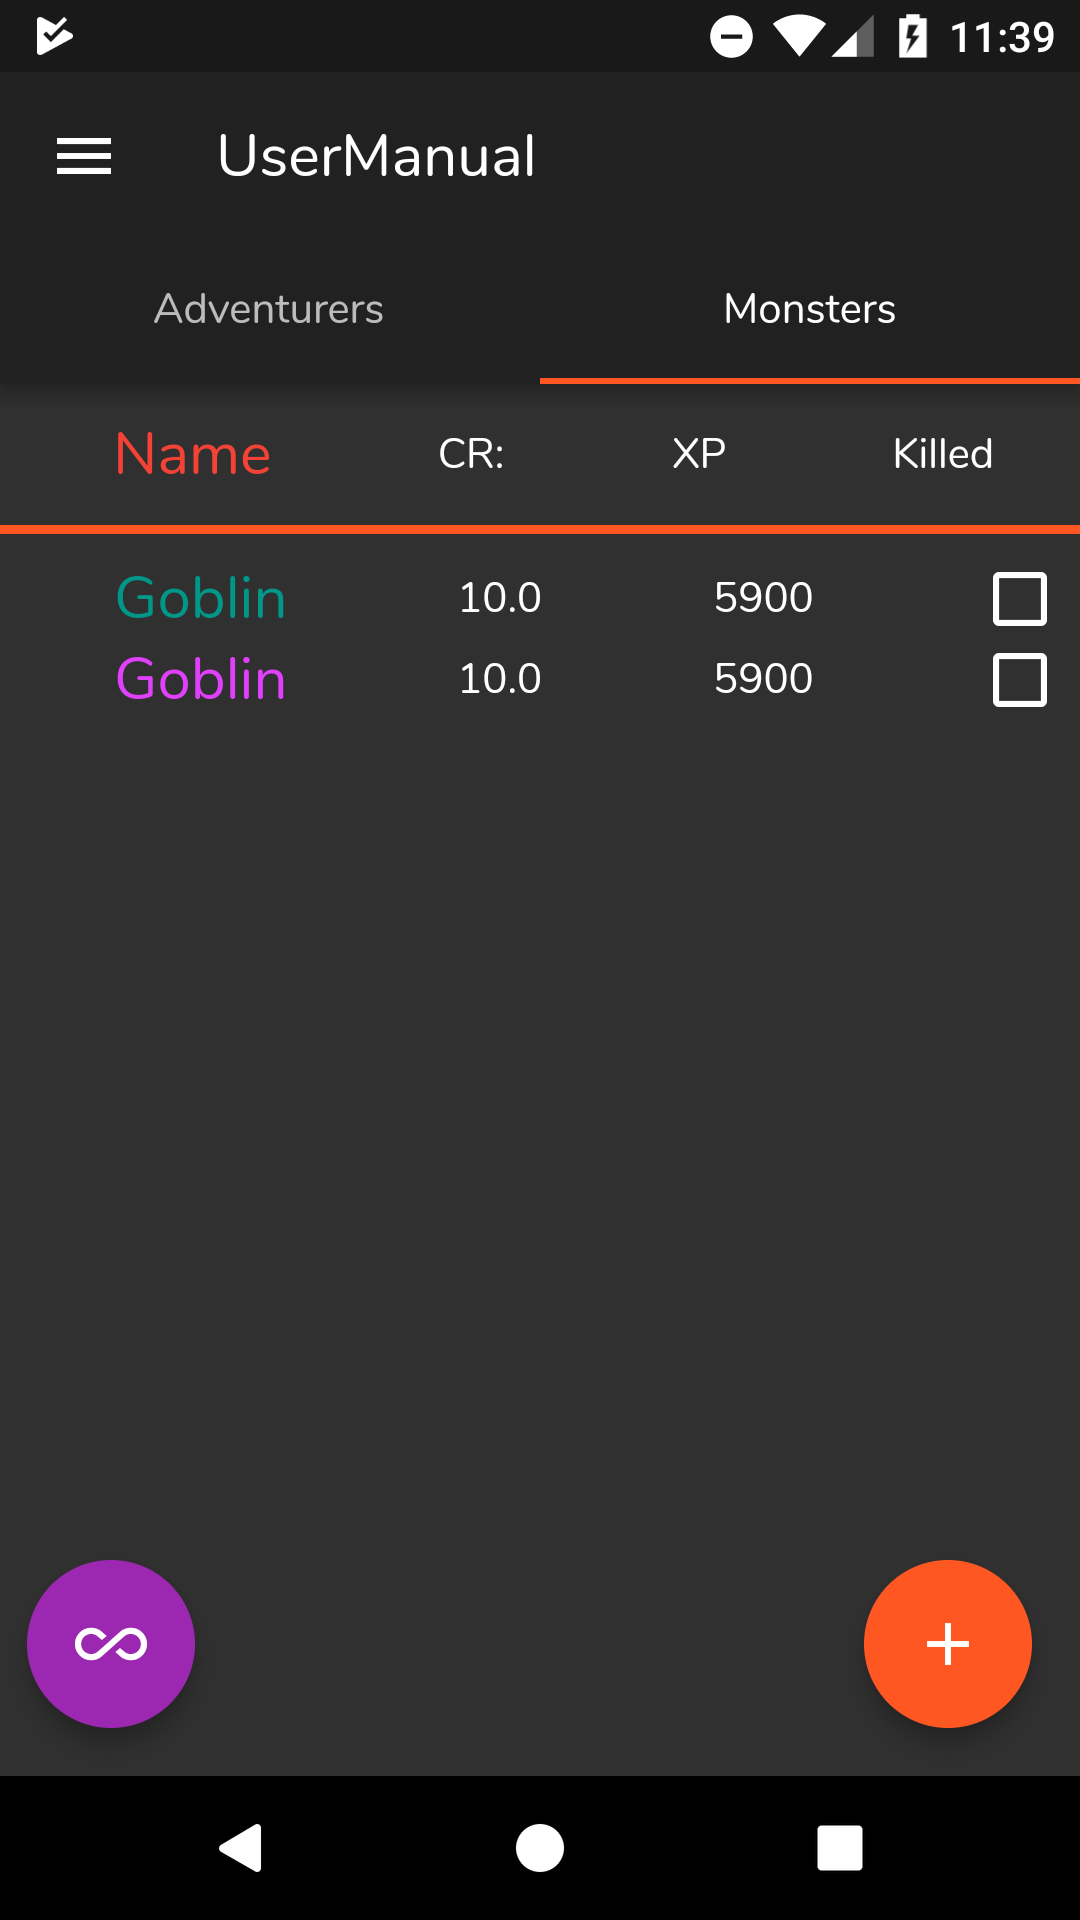 11:39
UserManual
Adventurers Monsters
Name CR: XP Killed
Goblin 10.0 5900
Goblin 10.0 5900